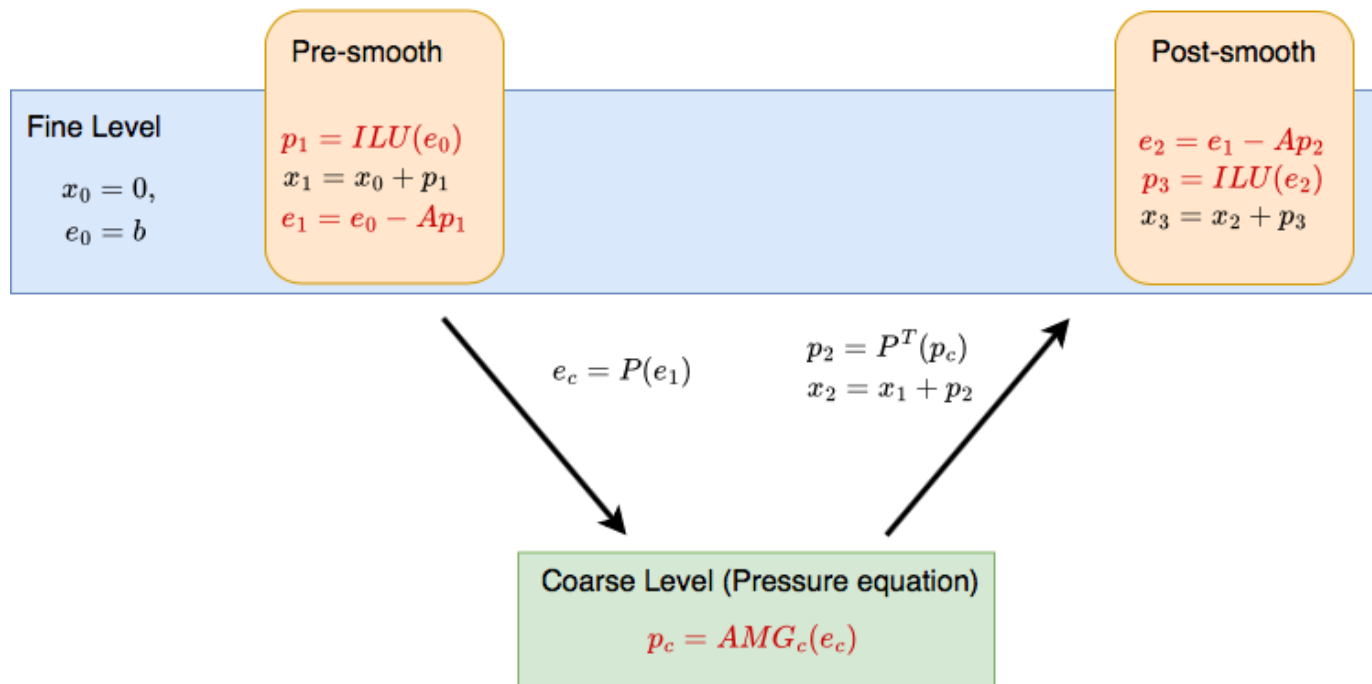 Pre-smooth
Post-smooth
Fine Level
x_0 = 0,
e_0 = b
p_1 = ILU(e_0)
x_1 = x_0 + p_1
e_1 = e_0 − Ap_1
e_2 = e_1 − Ap_2
p_3 = ILU(e_2)
x_3 = x_2 + p_3
e_c = P(e_1)
p_2 = P^T(p_c)
x_2 = x_1 + p_2
Coarse Level (Pressure equation)
p_c = AMG_c(e_c)